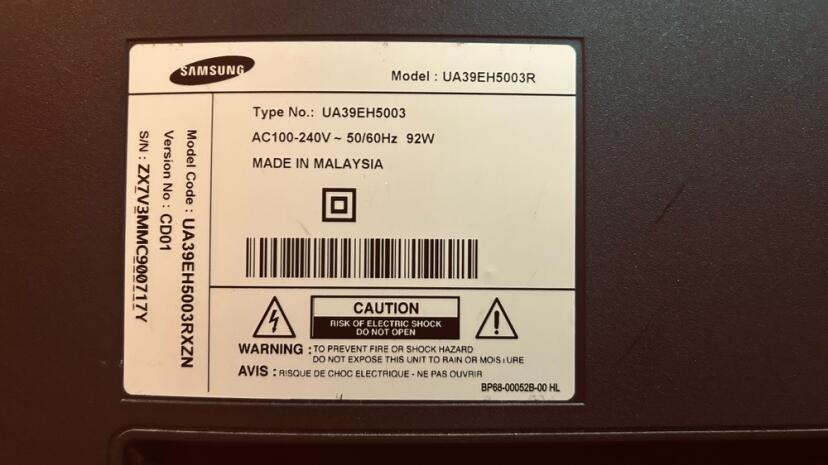 SAMSUNG
Model : UA39EH5003R
Type No.: UA39EH5003
AC100-240V ~ 50/60Hz 92W
MADE IN MALAYSIA
Model Code : UA39EH5003RXZN
Version No : CD01
S/N : ZX7V3MMC900717Y
CAUTION
RISK OF ELECTRIC SHOCK
DO NOT OPEN
WARNING : TO PREVENT FIRE OR SHOCK HAZARD
DO NOT EXPOSE THIS UNIT TO RAIN OR MOISTURE
AVIS : RISQUE DE CHOC ELECTRIQUE - NE PAS OUVRIR
BP68-00052B-00 HL